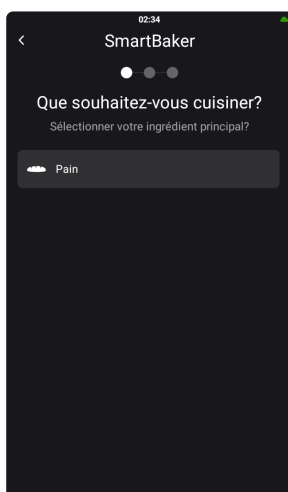 02:34
SmartBaker
Que souhaitez-vous cuisiner?
Sélectionner votre ingrédient principal?
Pain